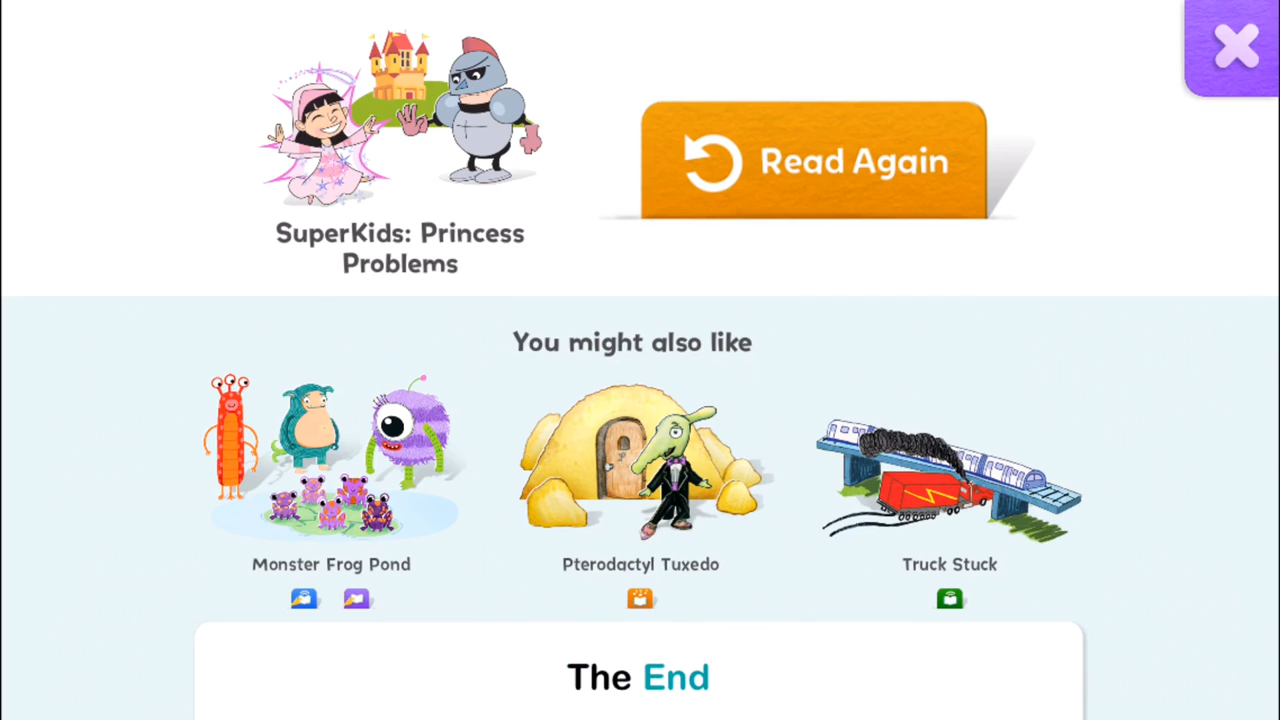 SuperKids: Princess
Problems
Read Again
You might also like
Monster Frog Pond
Pterodactyl Tuxedo
Truck Stuck
The End